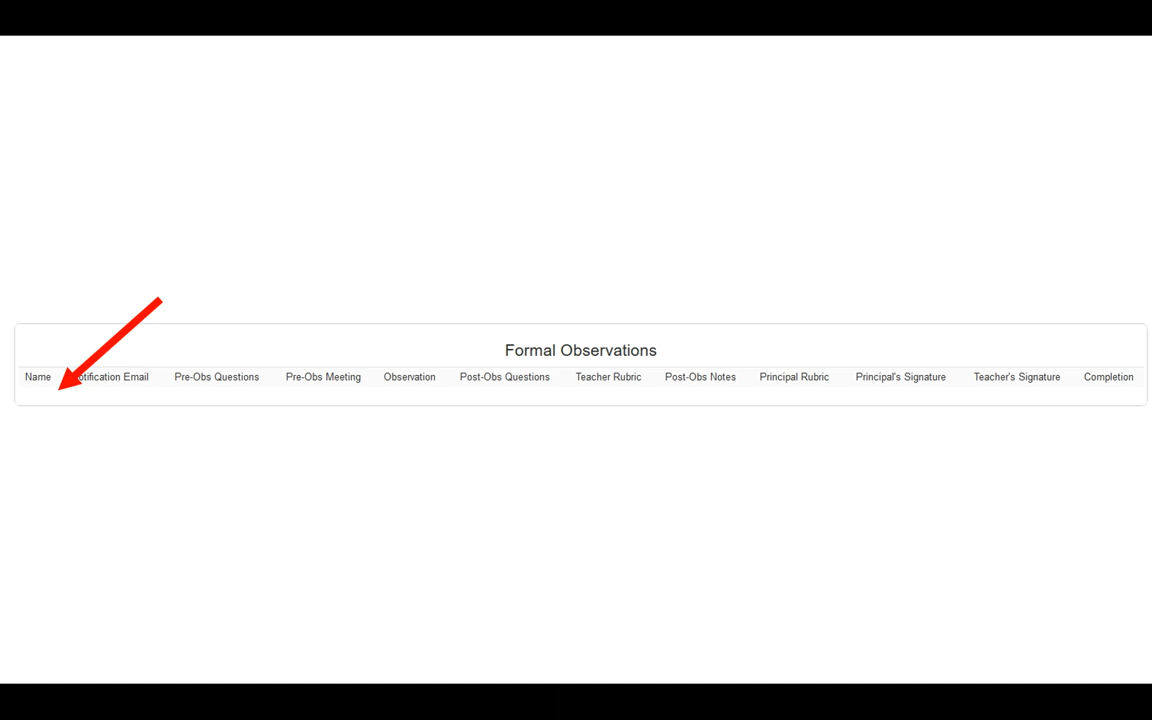 Formal Observations
Name Email Pre-Obs Questions Pre-Obs Meeting Observation Post-Obs Questions Teacher Rubric Post-Obs Notes Principal Rubric Principal's Signature Teacher's Signature Completion